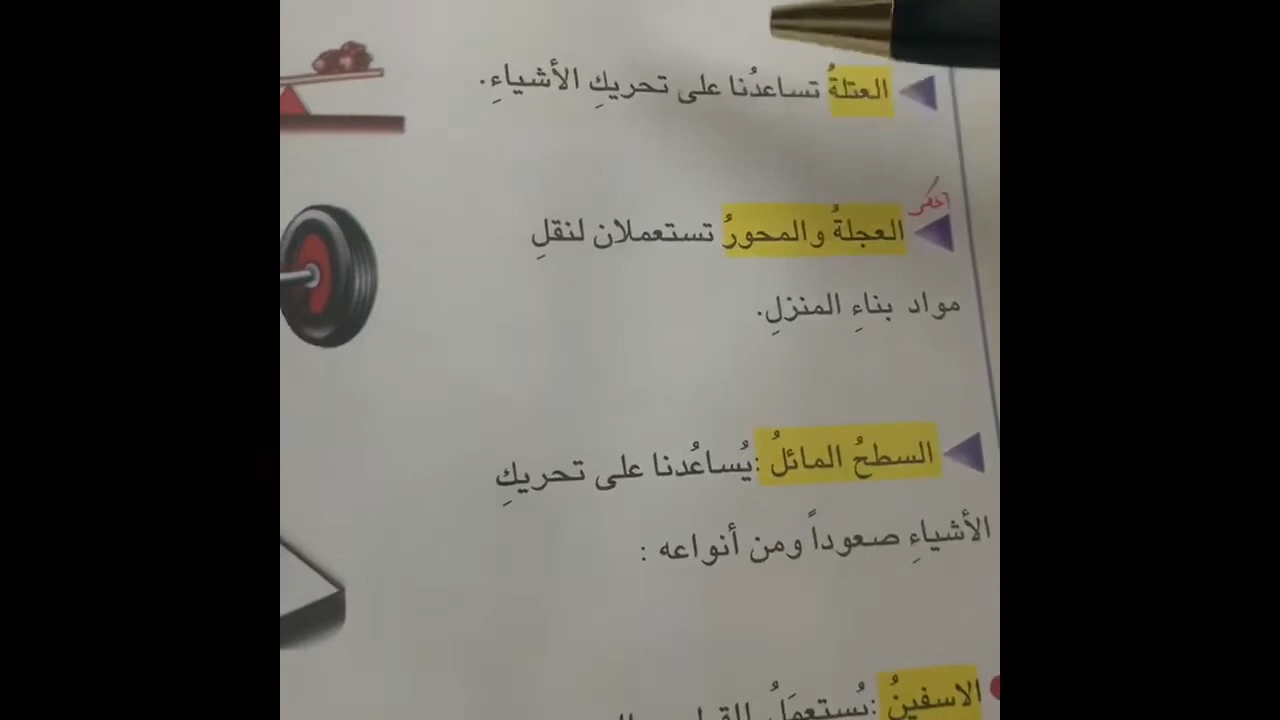 العتلةُ تساعدُنا على تحريكِ الأشياءِ.
العجلةُ والمحورُ تستعملان لنقلِ
مواد بناءِ المنزلِ.
السطحُ المائلُ :يُساعُدنا على تحريكِ
الأشياءِ صعوداً ومن أنواعه :
الاسفينُ :يُستعمَلُ